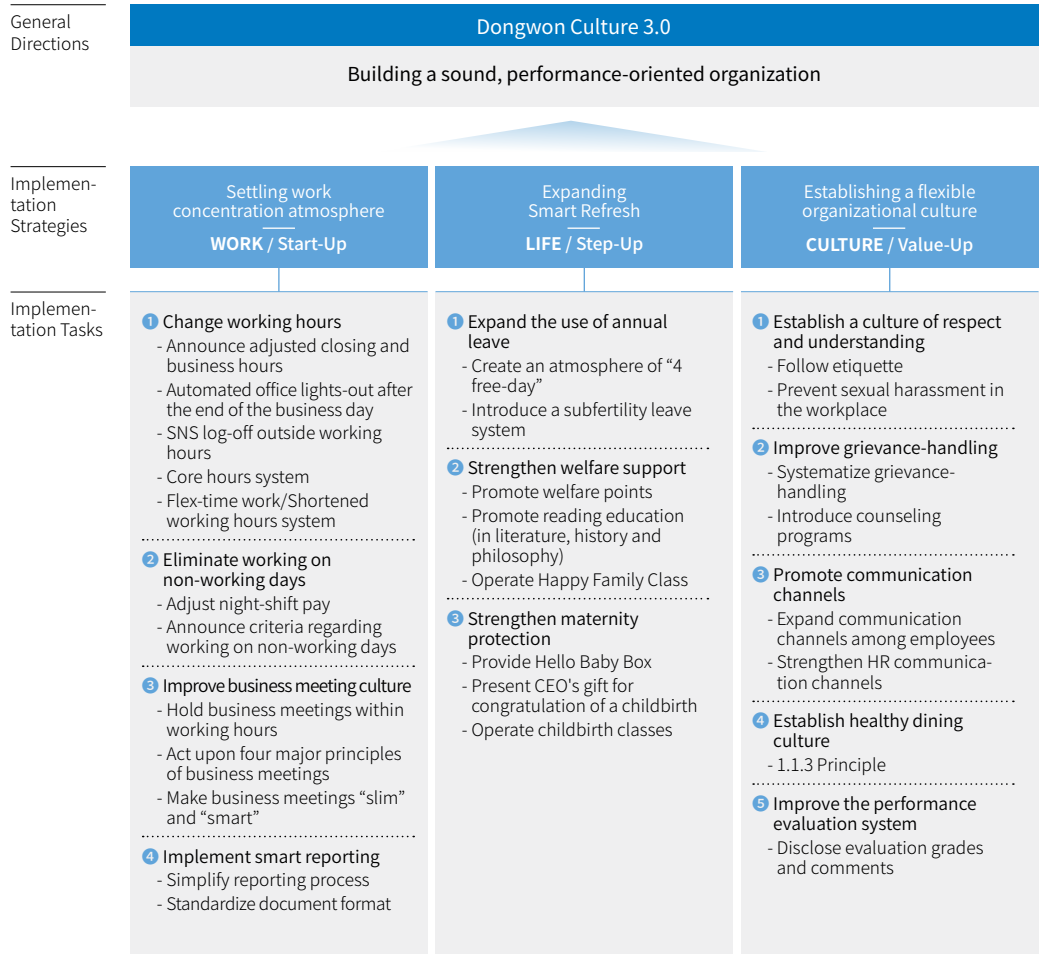 General
Directions
Dongwon Culture 3.0
Building a sound, performance-oriented organization
Implemen-
tation
Strategies
Settling work
concentration atmosphere
WORK / Start-Up
Expanding
Smart Refresh
LIFE / Step-Up
Establishing a flexible
organizational culture
CULTURE / Value-Up
Implemen-
tation Tasks
1 Change working hours
- Announce adjusted closing and
business hours
- Automated office lights-out after
the end of the business day
- SNS log-off outside working
hours
- Core hours system
- Flex-time work/Shortened
working hours system
2 Eliminate working on
non-working days
- Adjust night-shift pay
- Announce criteria regarding
working on non-working days
3 Improve business meeting culture
- Hold business meetings within
working hours
- Act upon four major principles
of business meetings
- Make business meetings “slim”
and “smart”
4 Implement smart reporting
- Simplify reporting process
- Standardize document format
1 Expand the use of annual
leave
- Create an atmosphere of “4
free-day”
- Introduce a subfertility leave
system
2 Strengthen welfare support
- Promote welfare points
- Promote reading education
(in literature, history and
philosophy)
- Operate Happy Family Class
3 Strengthen maternity
protection
- Provide Hello Baby Box
- Present CEO's gift for
congratulation of a childbirth
- Operate childbirth classes
1 Establish a culture of respect
and understanding
- Follow etiquette
- Prevent sexual harassment in
the workplace
2 Improve grievance-handling
- Systematize grievance-
handling
- Introduce counseling
programs
3 Promote communication
channels
- Expand communication
channels among employees
- Strengthen HR communica-
tion channels
4 Establish healthy dining
culture
- 1.1.3 Principle
5 Improve the performance
evaluation system
- Disclose evaluation grades
and comments